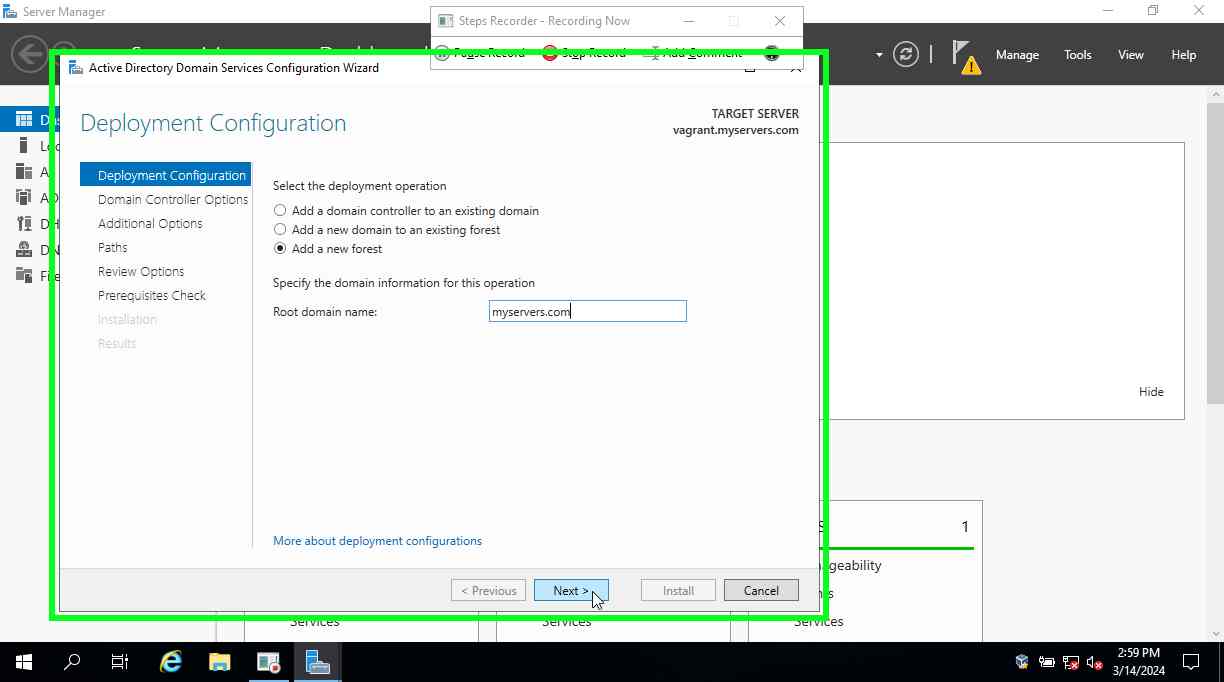 Server Manager
Steps Recorder - Recording Now
Pause Record
Stop Record
Add Comment
Manage
Tools
View
Help
Active Directory Domain Services Configuration Wizard
Deployment Configuration
TARGET SERVER
vagrant.myservers.com
Deployment Configuration
Domain Controller Options
Additional Options
Paths
Review Options
Prerequisites Check
Installation
Results
Select the deployment operation
Add a domain controller to an existing domain
Add a new domain to an existing forest
Add a new forest
Specify the domain information for this operation
Root domain name:
myservers.com
More about deployment configurations
< Previous
Next >
Install
Cancel
Hide
1
Services
Services
Services
2:59 PM
3/14/2024